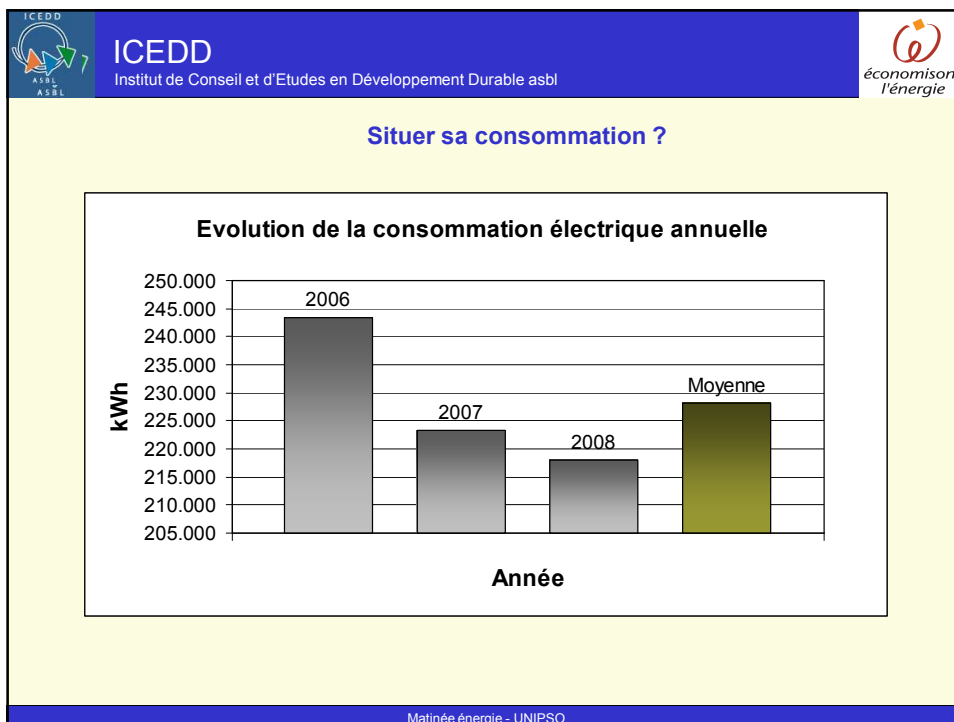 ICEDD
ASBL
ASBL
ICEDD
Institut de Conseil et d'Etudes en Développement Durable asbl
économison
l'énergie
Situer sa consommation ?
Evolution de la consommation électrique annuelle
250.000
245.000
240.000
235.000
230.000
225.000
220.000
215.000
210.000
205.000
kWh
2006
2007
2008
Moyenne
Année
Matinée énergie - UNIPSO